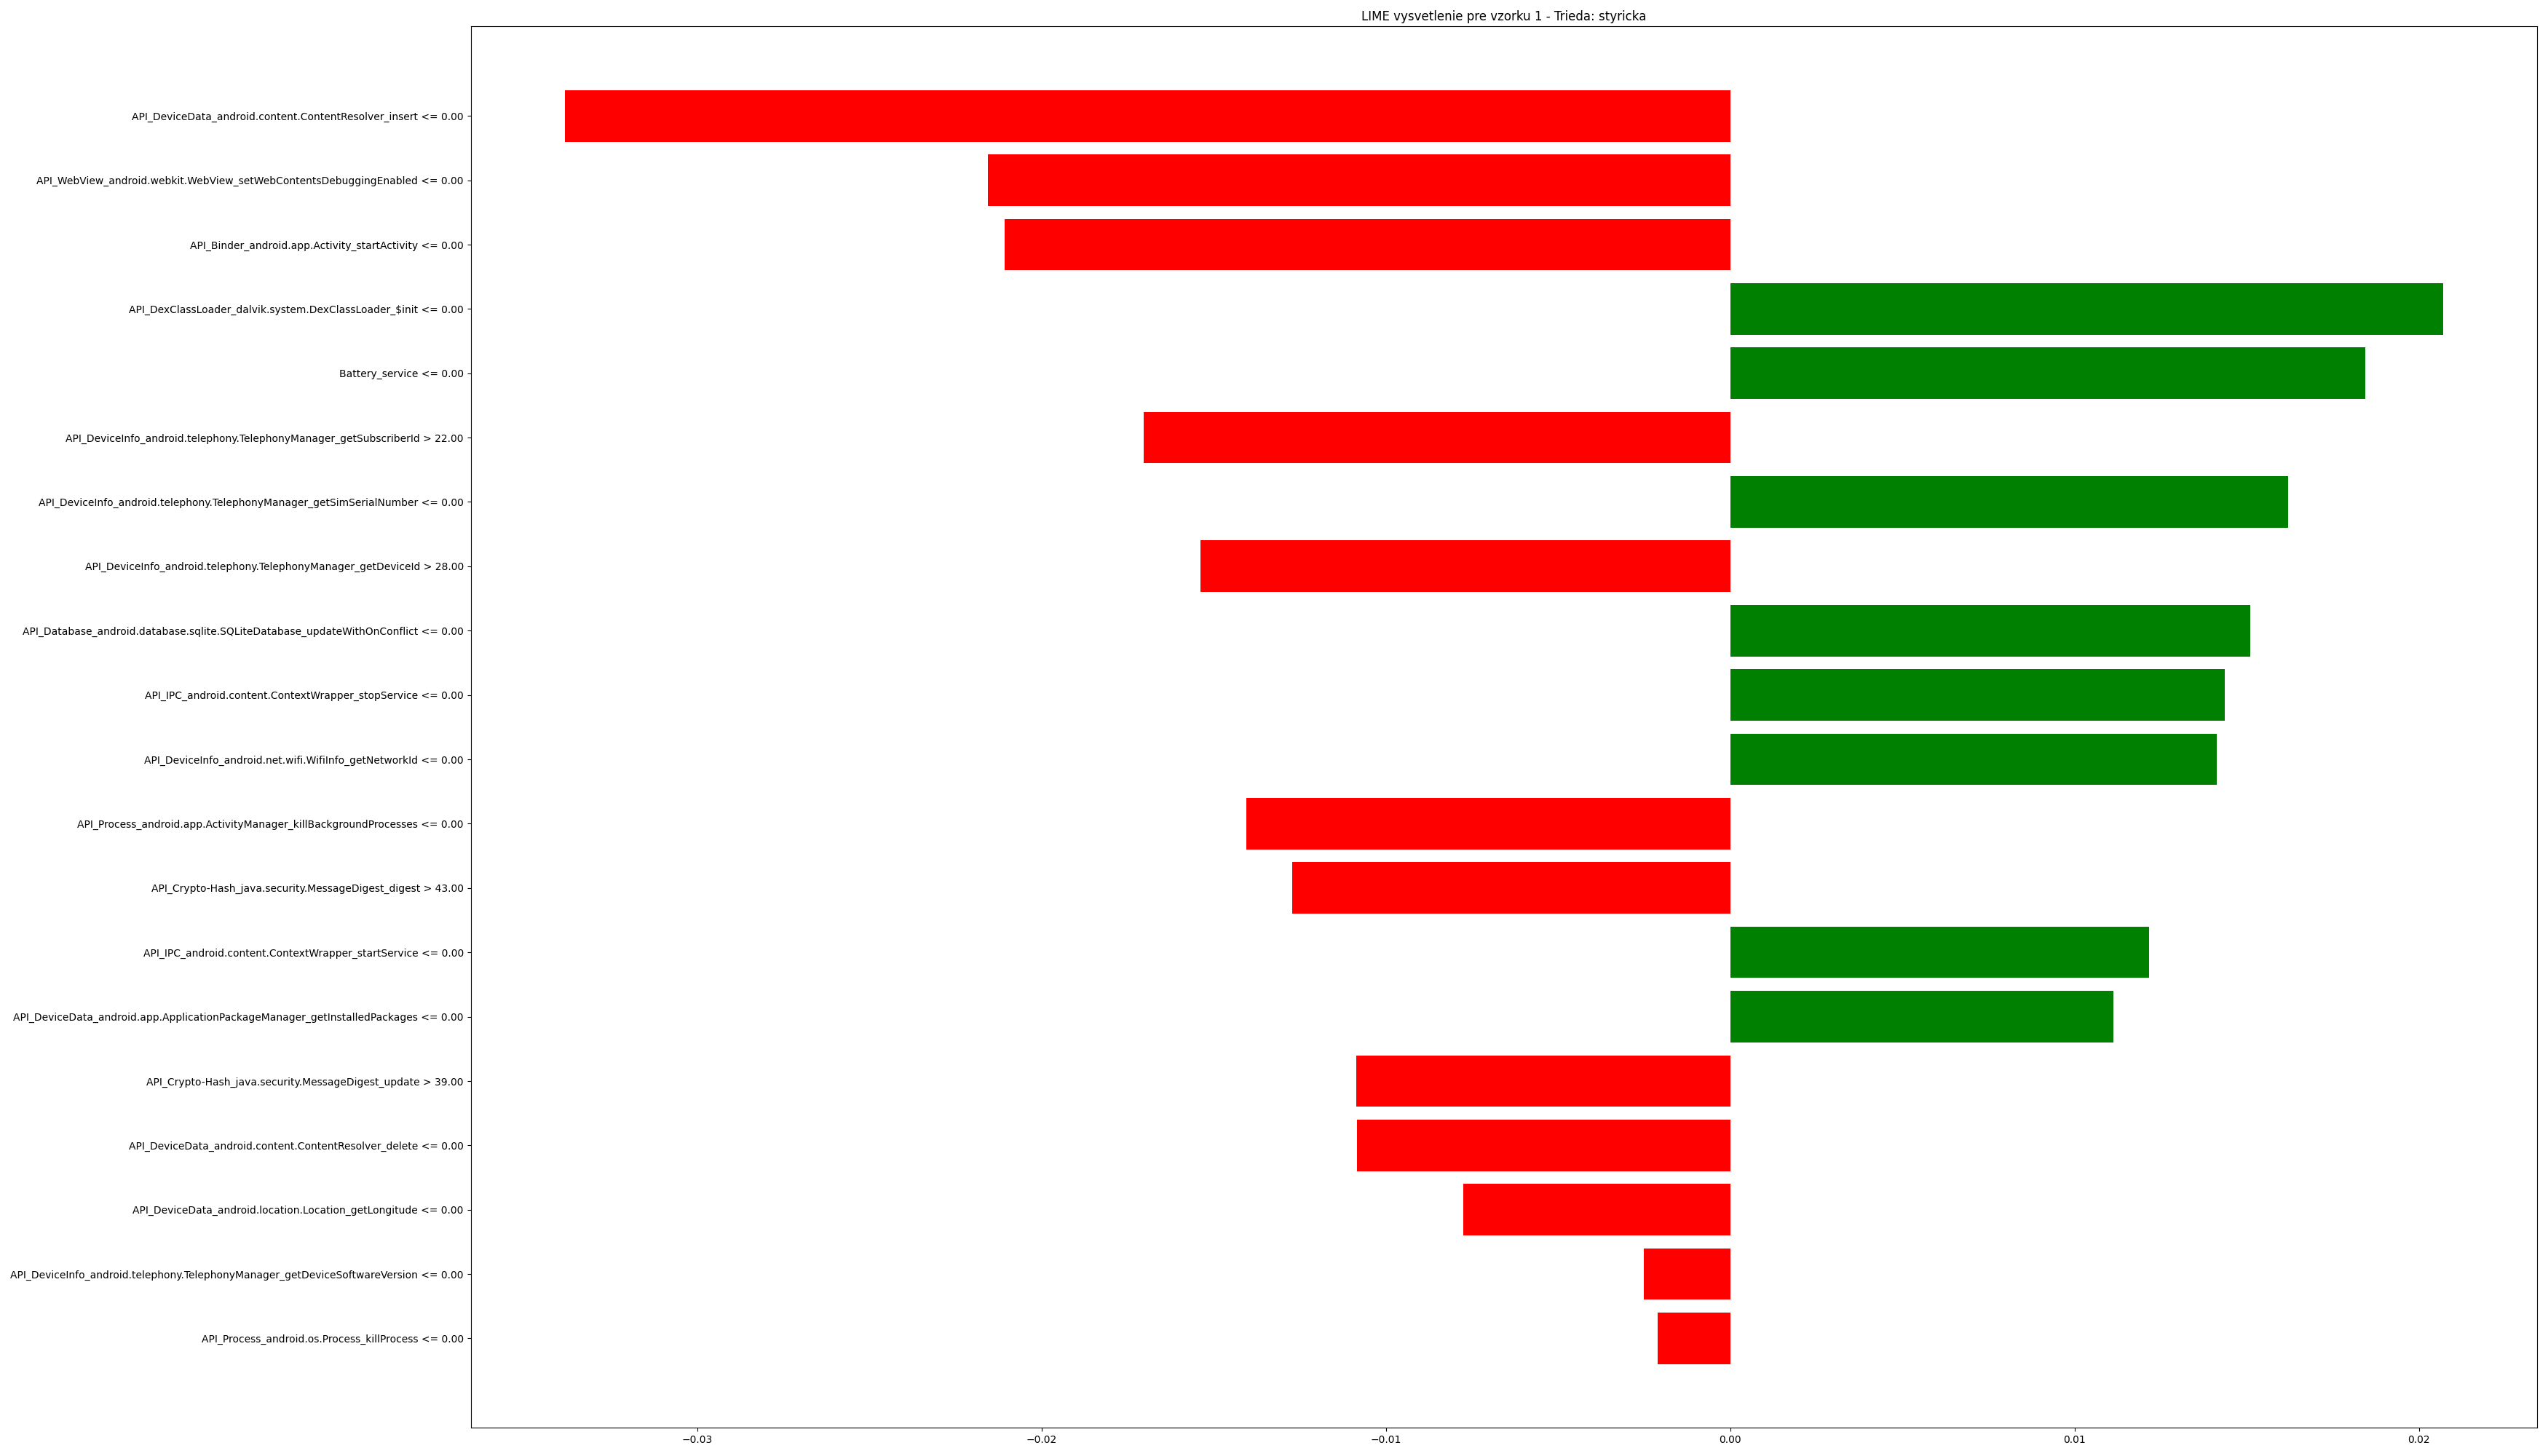 LIME vysvetlenie pre vzorku 1 - Trieda: styricka
API_DeviceData_android.content.ContentResolver_insert <= 0.00
API_WebView_android.webkit.WebView_setWebContentsDebuggingEnabled <= 0.00
API_Binder_android.app.Activity_startActivity <= 0.00
API_DexClassLoader_dalvik.system.DexClassLoader_$init <= 0.00
Battery_service <= 0.00
API_DeviceInfo_android.telephony.TelephonyManager_getSubscriberId > 22.00
API_DeviceInfo_android.telephony.TelephonyManager_getSimSerialNumber <= 0.00
API_DeviceInfo_android.telephony.TelephonyManager_getDeviceId > 28.00
API_Database_android.database.sqlite.SQLiteDatabase_updateWithOnConflict <= 0.00
API_IPC_android.content.ContextWrapper_stopService <= 0.00
API_DeviceInfo_android.net.wifi.WifiInfo_getNetworkId <= 0.00
API_Process_android.app.ActivityManager_killBackgroundProcesses <= 0.00
API_Crypto-Hash_java.security.MessageDigest_digest > 43.00
API_IPC_android.content.ContextWrapper_startService <= 0.00
API_DeviceData_android.app.ApplicationPackageManager_getInstalledPackages <= 0.00
API_Crypto-Hash_java.security.MessageDigest_update > 39.00
API_DeviceData_android.content.ContentResolver_delete <= 0.00
API_DeviceData_android.location.Location_getLongitude <= 0.00
API_DeviceInfo_android.telephony.TelephonyManager_getDeviceSoftwareVersion <= 0.00
API_Process_android.os.Process_killProcess <= 0.00
−0.03 −0.02 −0.01 0.00 0.01 0.02